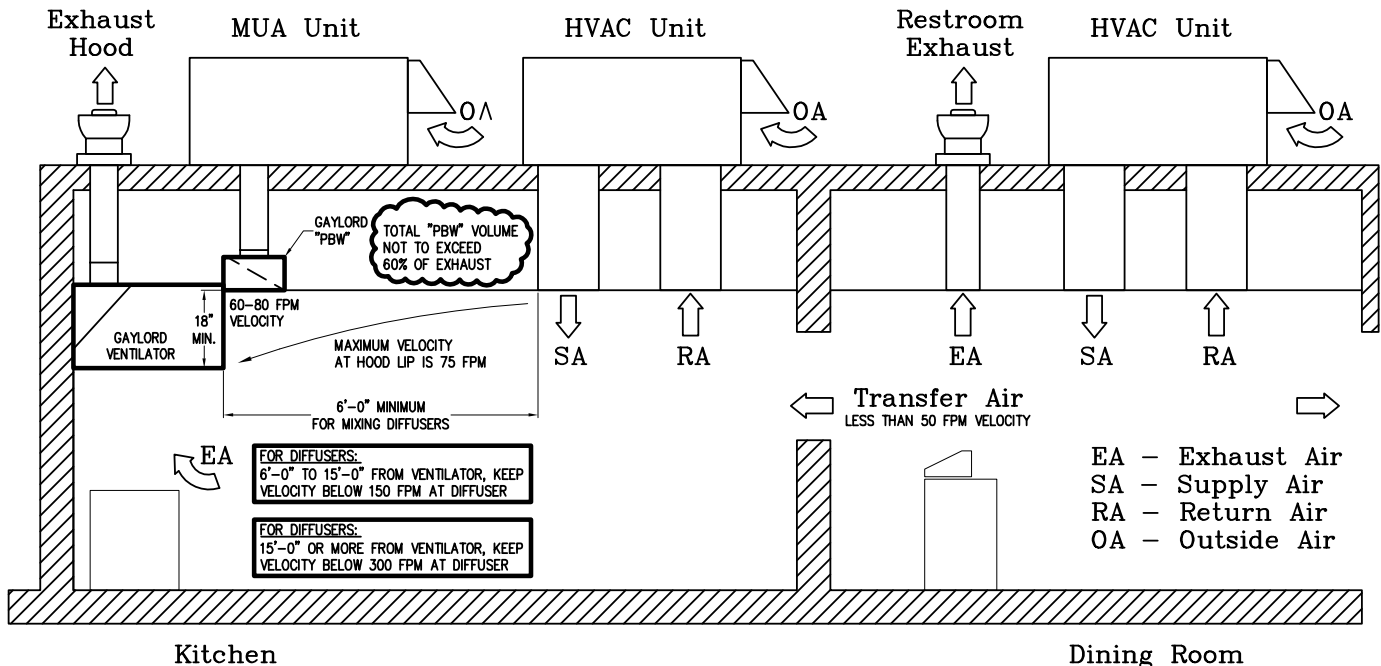 Exhaust
Hood
MUA Unit
HVAC Unit
Restroom
Exhaust
HVAC Unit
OA
OA
OA
GAYLORD
"PBW"
TOTAL "PBW" VOLUME
NOT TO EXCEED
60% OF EXHAUST
60-80 FPM
VELOCITY
18"
MIN.
GAYLORD
VENTILATOR
MAXIMUM VELOCITY
AT HOOD LIP IS 75 FPM
SA
RA
EA
SA
RA
6'-0" MINIMUM
FOR MIXING DIFFUSERS
Transfer Air
LESS THAN 50 FPM VELOCITY
EA
FOR DIFFUSERS:
6'-0" TO 15'-0" FROM VENTILATOR, KEEP
VELOCITY BELOW 150 FPM AT DIFFUSER
FOR DIFFUSERS:
15'-0" OR MORE FROM VENTILATOR, KEEP
VELOCITY BELOW 300 FPM AT DIFFUSER
EA - Exhaust Air
SA - Supply Air
RA - Return Air
OA - Outside Air
Kitchen
Dining Room